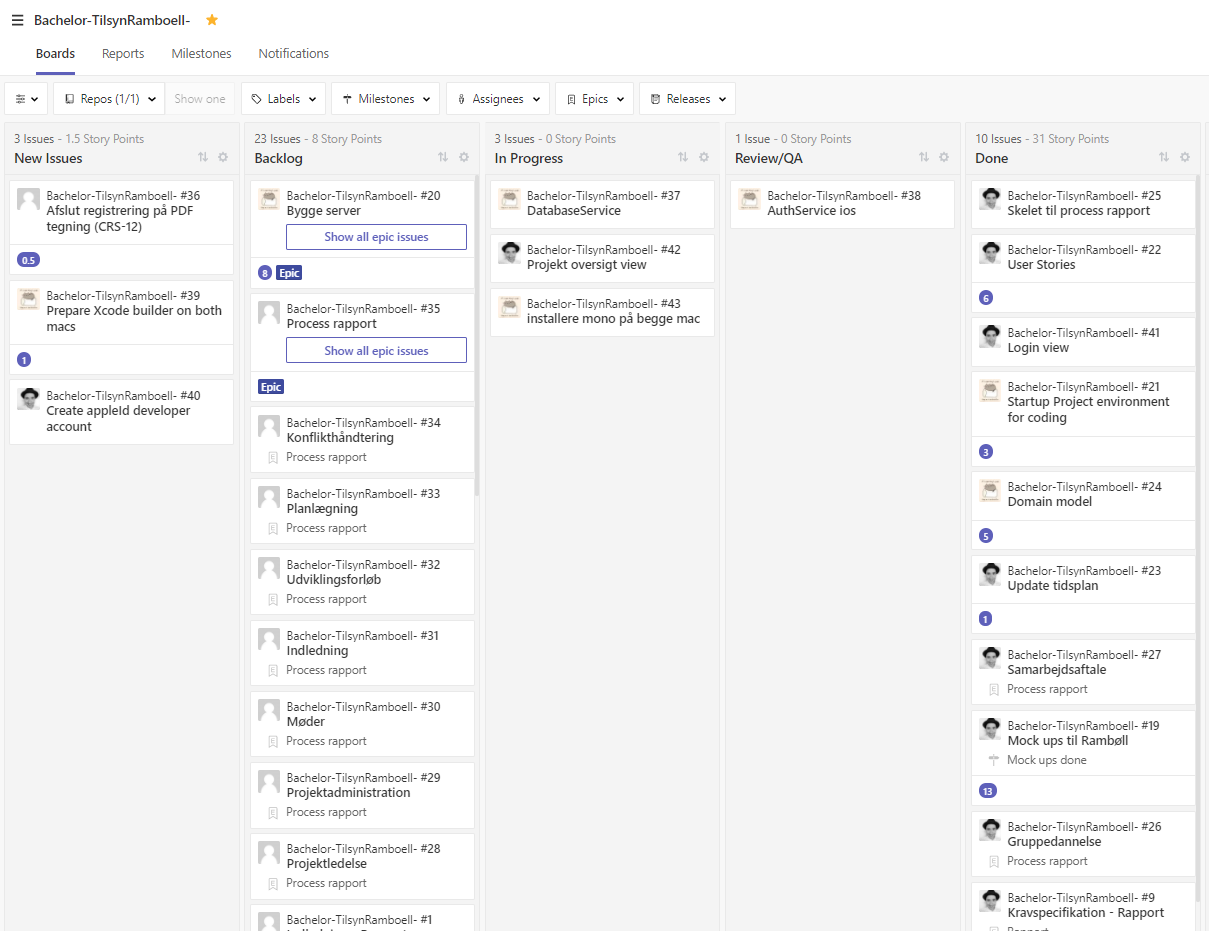 Bachelor-TilsynRamboell-
Boards
Reports
Milestones
Notifications
Repos (1/1)
Show one
Labels
Milestones
Assignees
Epics
Releases
3 Issues - 1.5 Story Points
New Issues
Bachelor-TilsynRamboell- #36
Afslut registrering på PDF
tegning (CRS-12)
0.5
Bachelor-TilsynRamboell- #39
Prepare Xcode builder on both
macs
1
Bachelor-TilsynRamboell- #40
Create appleId developer
account
23 Issues - 8 Story Points
Backlog
Bachelor-TilsynRamboell- #20
Bygge server
Show all epic issues
8 Epic
Bachelor-TilsynRamboell- #35
Process rapport
Show all epic issues
Epic
Bachelor-TilsynRamboell- #34
Konflikthåndtering
Process rapport
Bachelor-TilsynRamboell- #33
Planlægning
Process rapport
Bachelor-TilsynRamboell- #32
Udviklingsforløb
Process rapport
Bachelor-TilsynRamboell- #31
Indledning
Process rapport
Bachelor-TilsynRamboell- #30
Møder
Process rapport
Bachelor-TilsynRamboell- #29
Projektadministration
Process rapport
Bachelor-TilsynRamboell- #28
Projektledelse
Process rapport
Bachelor-TilsynRamboell- #1
3 Issues - 0 Story Points
In Progress
Bachelor-TilsynRamboell- #37
DatabaseService
Bachelor-TilsynRamboell- #42
Projekt oversigt view
Bachelor-TilsynRamboell- #43
installere mono på begge mac
1 Issue - 0 Story Points
Review/QA
Bachelor-TilsynRamboell- #38
AuthService ios
10 Issues - 31 Story Points
Done
Bachelor-TilsynRamboell- #25
Skelet til process rapport
Bachelor-TilsynRamboell- #22
User Stories
6
Bachelor-TilsynRamboell- #41
Login view
Bachelor-TilsynRamboell- #21
Startup Project environment
for coding
3
Bachelor-TilsynRamboell- #24
Domain model
5
Bachelor-TilsynRamboell- #23
Update tidsplan
1
Bachelor-TilsynRamboell- #27
Samarbejdsaftale
Process rapport
Bachelor-TilsynRamboell- #19
Mock ups til Rambøll
Mock ups done
13
Bachelor-TilsynRamboell- #26
Gruppedannelse
Process rapport
Bachelor-TilsynRamboell- #9
Kravspecifikation - Rapport